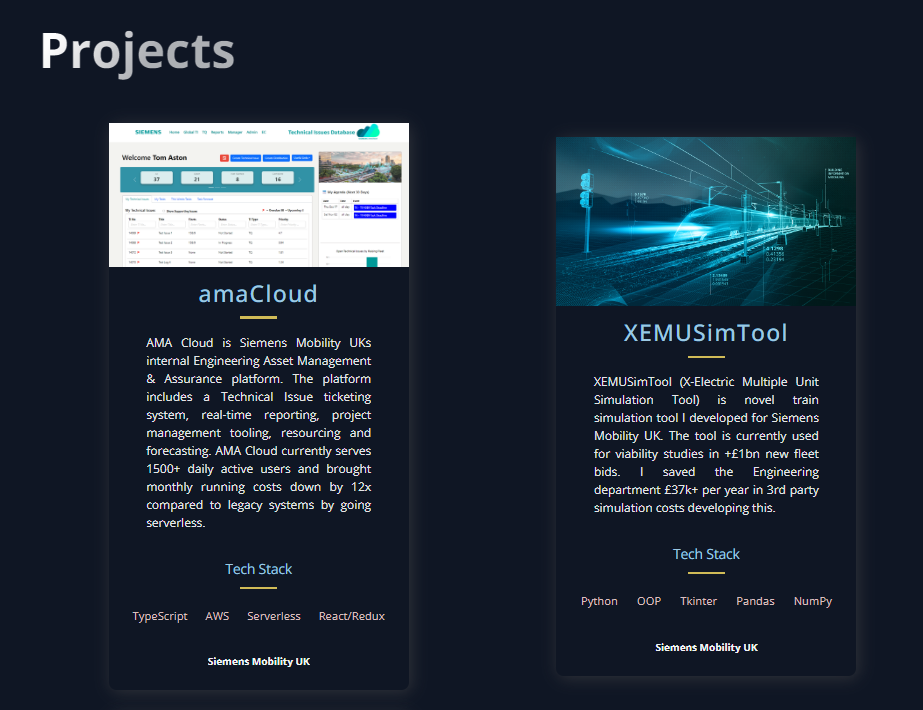 Projects
SIEMENS
Home Global TI TQ Reports Manager Admin
Technical Issues Database
Welcome Tom Aston
37 21 8 16
My Technical Issues
amaCloud
AMA Cloud is Siemens Mobility UKs
internal Engineering Asset Management
& Assurance platform. The platform
includes a Technical Issue ticketing
system, real-time reporting, project
management tooling, resourcing and
forecasting. AMA Cloud currently serves
1500+ daily active users and brought
monthly running costs down by 12x
compared to legacy systems by going
serverless.
Tech Stack
TypeScript AWS Serverless React/Redux
Siemens Mobility UK
XEMUSimTool
XEMUSimTool (X-Electric Multiple Unit
Simulation Tool) is novel train
simulation tool I developed for Siemens
Mobility UK. The tool is currently used
for viability studies in +£1bn new fleet
bids. I saved the Engineering
department £37k+ per year in 3rd party
simulation costs developing this.
Tech Stack
Python OOP Tkinter Pandas NumPy
Siemens Mobility UK